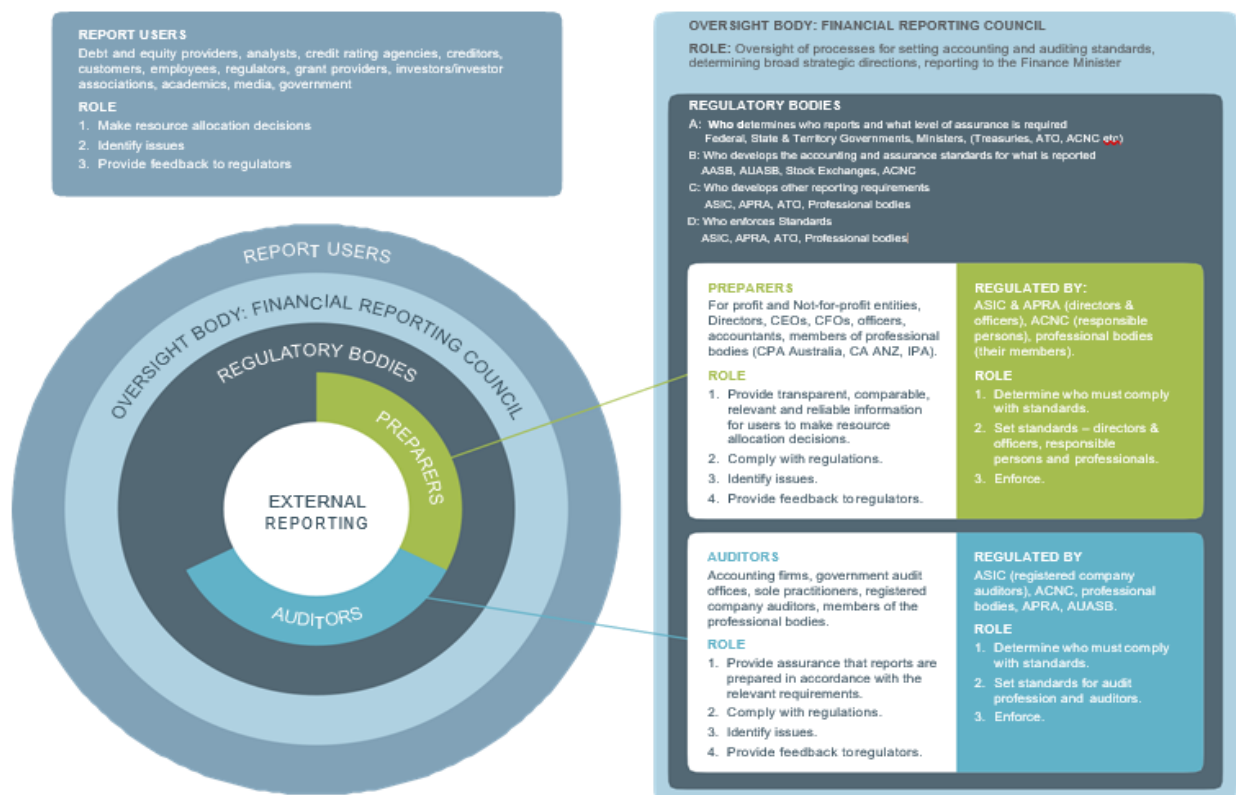 REPORT USERS
Debt and equity providers, analysts, credit rating agencies, creditors,
customers, employees, regulators, grant providers, investors/investor
associations, academics, media, government
ROLE
1. Make resource allocation decisions
2. Identify issues
3. Provide feedback to regulators
REPORT USERS
OVERSIGHT BODY: FINANCIAL REPORTING COUNCIL
REGULATORY BODIES
PREPARERS
EXTERNAL
REPORTING
AUDITORS
OVERSIGHT BODY: FINANCIAL REPORTING COUNCIL
ROLE: Oversight of processes for setting accounting and auditing standards,
determining broad strategic directions, reporting to the Finance Minister
REGULATORY BODIES
A: Who determines who reports and what level of assurance is required
Federal, State & Territory Governments, Ministers, (Treasuries, ATO, ACNC etc)
B: Who develops the accounting and assurance standards for what is reported
AASB, AUASB, Stock Exchanges, ACNC
C: Who develops other reporting requirements
ASIC, APRA, ATO, Professional bodies
D: Who enforces Standards
ASIC, APRA, ATO, Professional bodies
PREPARERS
For profit and Not-for-profit entities,
Directors, CEOs, CFOs, officers,
accountants, members of professional
bodies (CPA Australia, CA ANZ, IPA).
ROLE
1. Provide transparent, comparable,
relevant and reliable information
for users to make resource
allocation decisions.
2. Comply with regulations.
3. Identify issues.
4. Provide feedback to regulators.
REGULATED BY:
ASIC & APRA (directors &
officers), ACNC (responsible
persons), professional bodies
(their members).
ROLE
1. Determine who must comply
with standards.
2. Set standards – directors &
officers, responsible
persons and professionals.
3. Enforce.
AUDITORS
Accounting firms, government audit
offices, sole practitioners, registered
company auditors, members of the
professional bodies.
ROLE
1. Provide assurance that reports are
prepared in accordance with the
relevant requirements.
2. Comply with regulations.
3. Identify issues.
4. Provide feedback to regulators.
REGULATED BY
ASIC (registered company
auditors), ACNC, professional
bodies, APRA, AUASB.
ROLE
1. Determine who must comply
with standards.
2. Set standards for audit
profession and auditors.
3. Enforce.